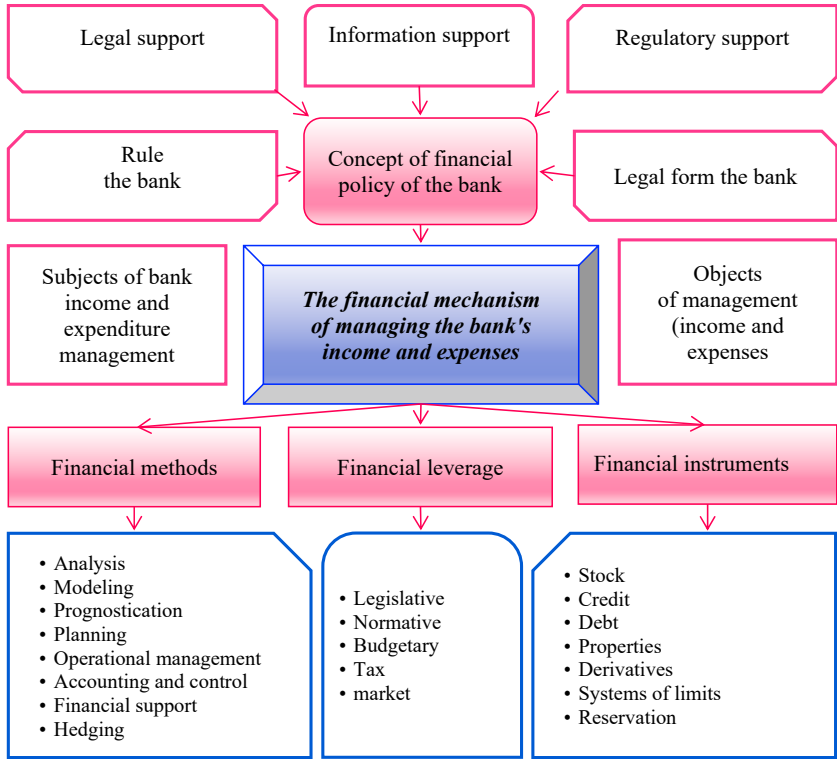 Legal support
Information support
Regulatory support
Rule
the bank
Concept of financial
policy of the bank
Legal form the bank
Subjects of bank
income and
expenditure
management
The financial mechanism
of managing the bank's
income and expenses
Objects
of management
(income and
expenses
Financial methods
Financial leverage
Financial instruments
• Analysis
• Modeling
• Prognostication
• Planning
• Operational management
• Accounting and control
• Financial support
• Hedging
• Legislative
• Normative
• Budgetary
• Tax
• market
• Stock
• Credit
• Debt
• Properties
• Derivatives
• Systems of limits
• Reservation